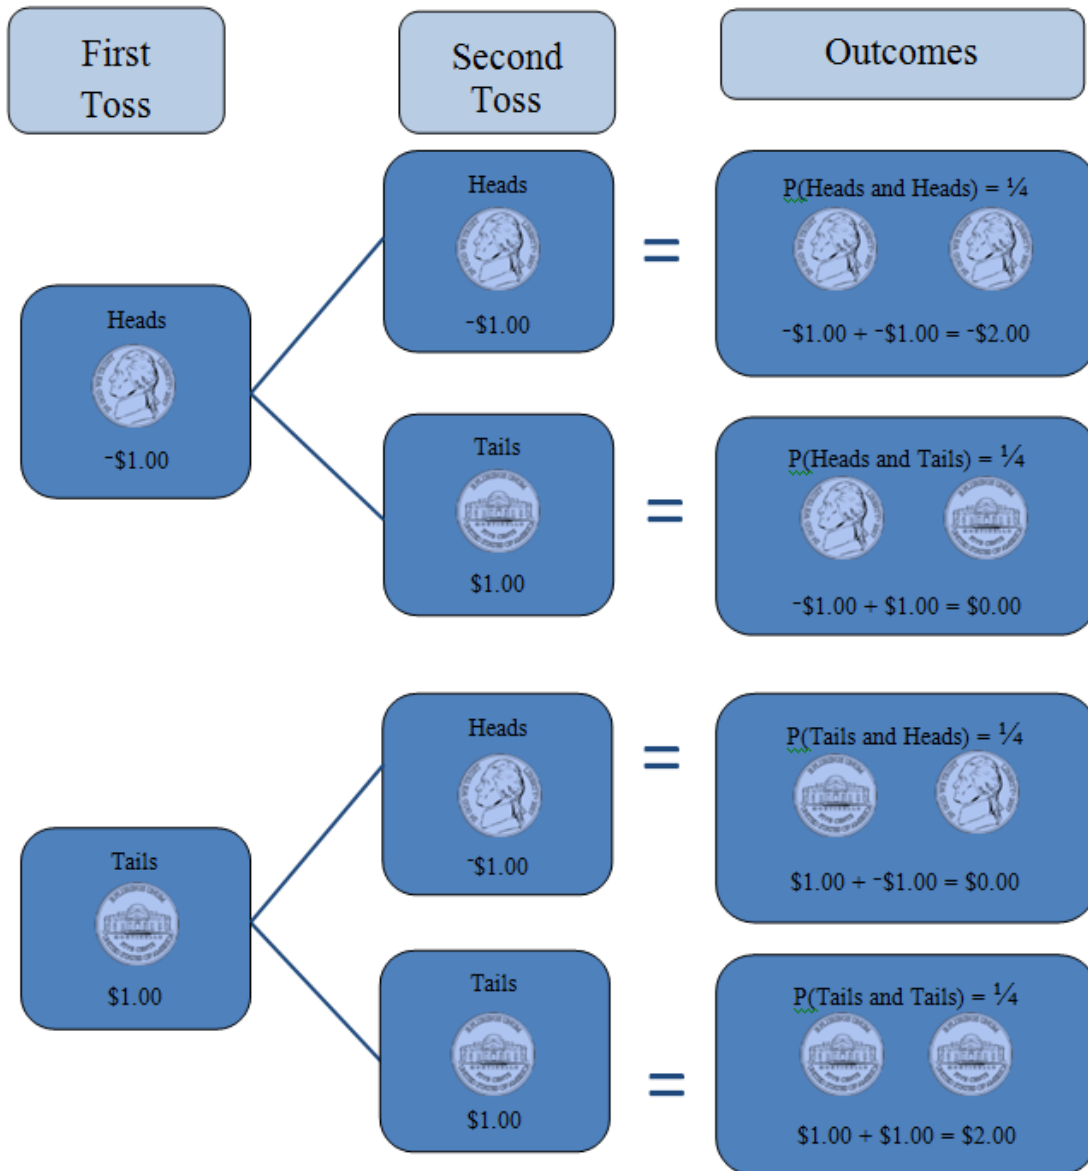 First
Toss
Second
Toss
Outcomes
Heads
⁻$1.00
Heads
⁻$1.00
P(Heads and Heads) = ¼
⁻$1.00 + ⁻$1.00 = ⁻$2.00
Tails
$1.00
P(Heads and Tails) = ¼
⁻$1.00 + $1.00 = $0.00
Tails
$1.00
Heads
⁻$1.00
P(Tails and Heads) = ¼
$1.00 + ⁻$1.00 = $0.00
Tails
$1.00
P(Tails and Tails) = ¼
$1.00 + $1.00 = $2.00